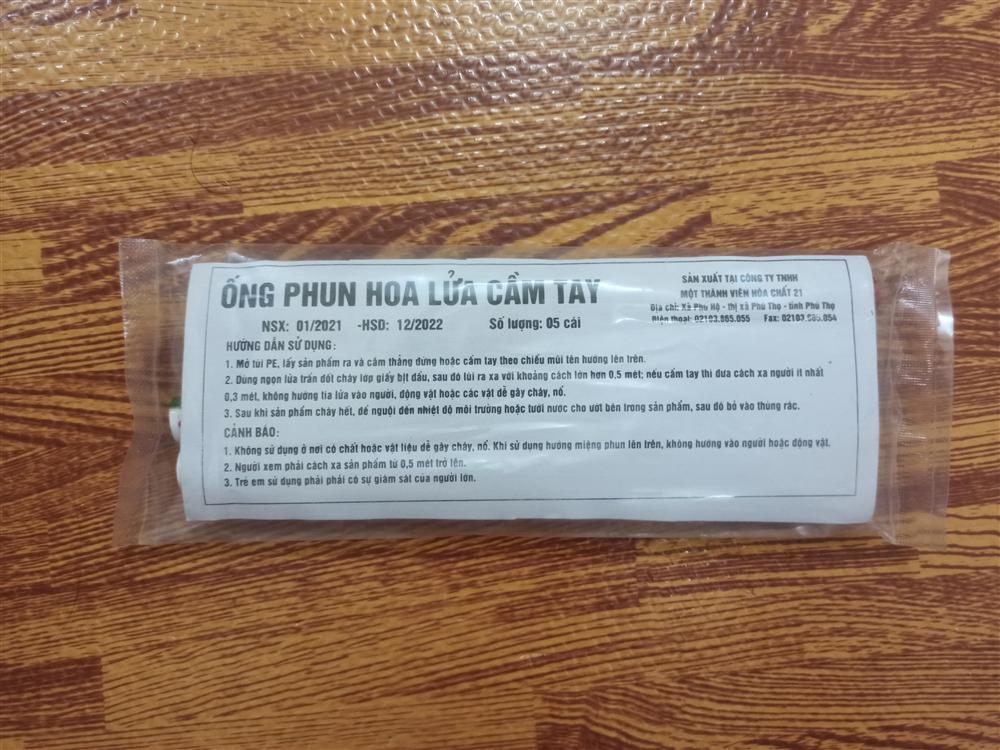 ỐNG PHUN HOA LỬA CẦM TAY
NSX: 01/2021 -HSD: 12/2022 Số lượng: 05 cái
SẢN XUẤT TẠI CÔNG TY TNHH
MỘT THÀNH VIÊN HÓA CHẤT 21
Địa chỉ: Xã Phú Hộ - thị xã Phú Thọ - tỉnh Phú Thọ
Điện thoại: 02103.865.055 Fax:
HƯỚNG DẪN SỬ DỤNG:
1. Mở túi PE, lấy sản phẩm ra và cắm thẳng đứng hoặc cầm tay theo chiều mũi tên hướng lên trên.
2. Dùng ngọn lửa trần đốt cháy lớp giấy bịt đầu, sau đó lùi ra xa với khoảng cách lớn hơn 0.5 mét; nếu cầm tay thì đưa cách xa người ít nhất
0,3 mét, không hướng tia lửa vào người, động vật hoặc các vật dễ gây cháy, nổ.
3. Sau khi sản phẩm cháy hết, để nguội đến nhiệt độ môi trường hoặc tưới nước cho ướt bên trong sản phẩm, sau đó bỏ vào thùng rác.
CẢNH BÁO:
1. Không sử dụng ở nơi có chất hoặc vật liệu dễ gây cháy, nổ. Khi sử dụng hướng miệng phun lên trên, không hướng vào người hoặc động vật.
2. Người xem phải cách xa sản phẩm từ 0,5 mét trở lên.
3. Trẻ em sử dụng phải phải có sự giám sát của người lớn.